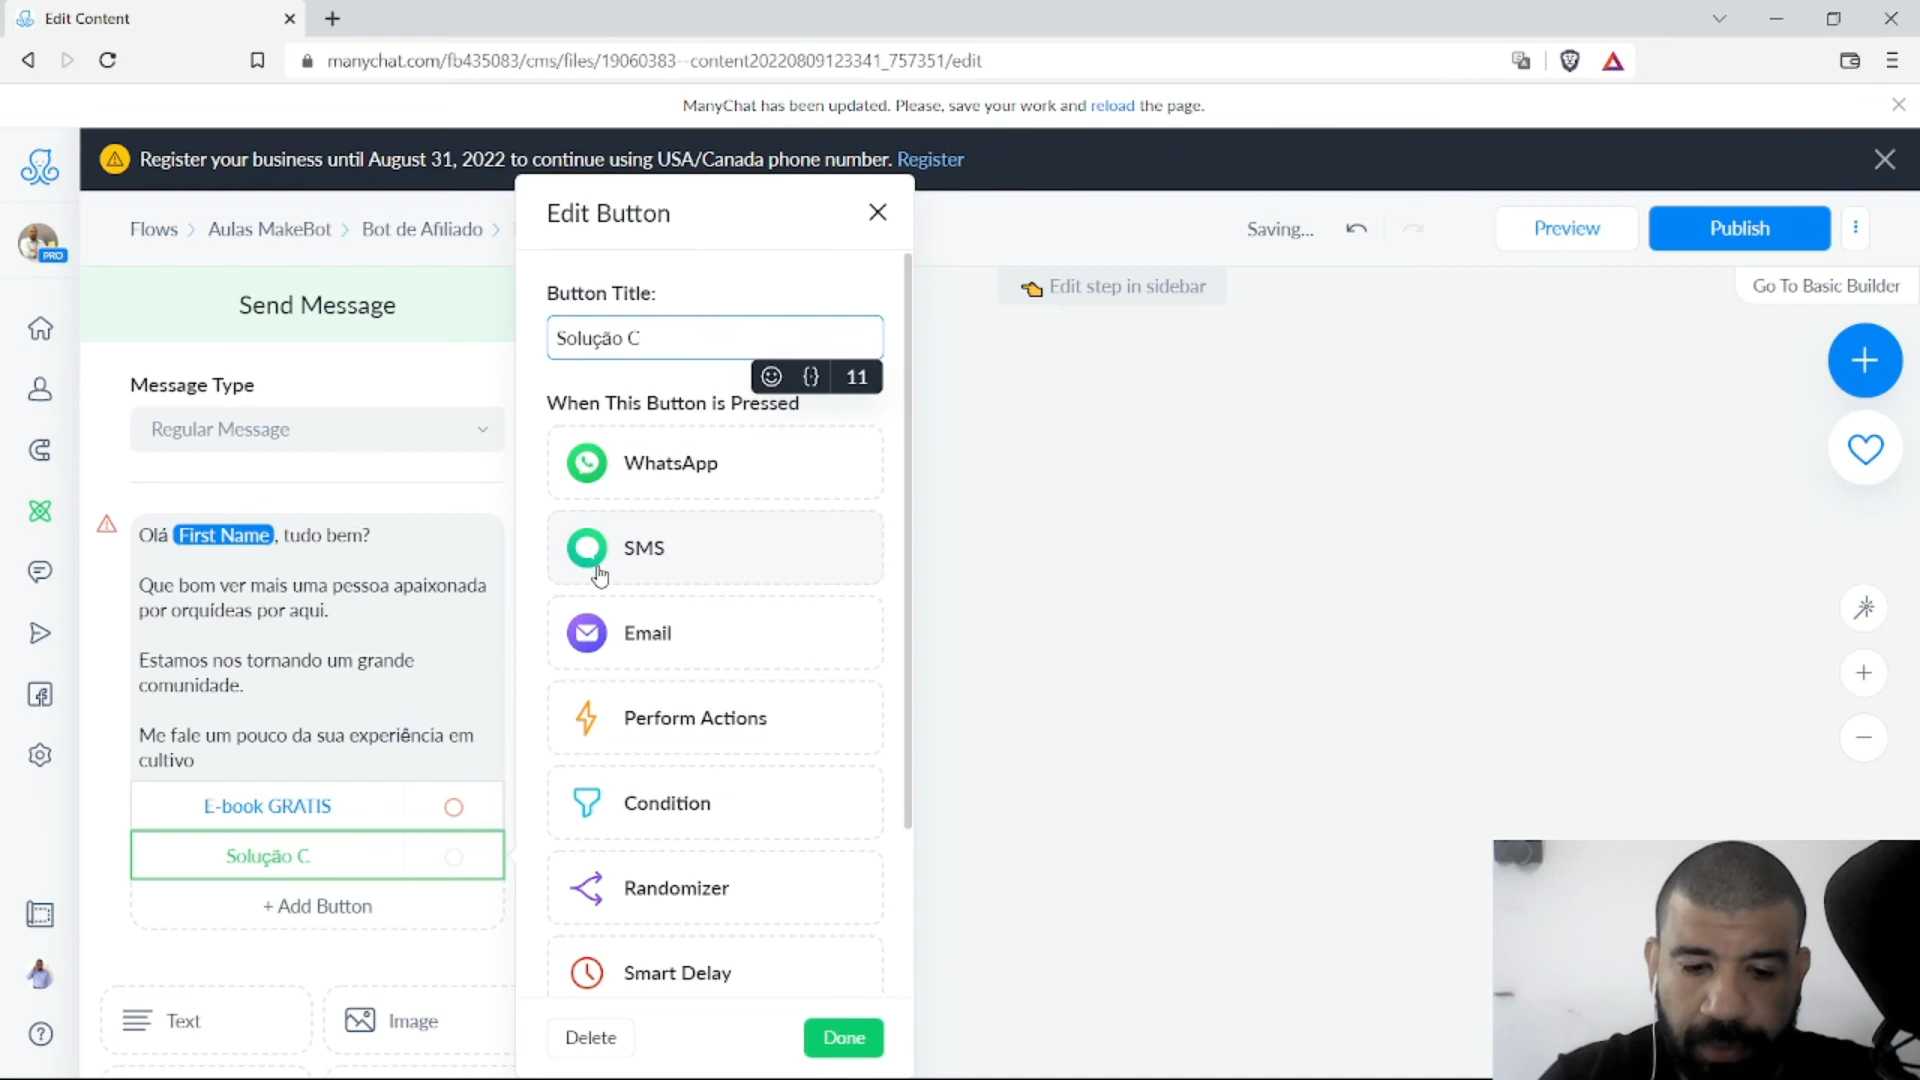 Edit Content
manychat.com/fb435083/cms/files/19060383--content20220809123341_757351/edit
ManyChat has been updated. Please, save your work and reload the page.
Register your business until August 31, 2022 to continue using USA/Canada phone number. Register
PRO
Flows > Aulas MakeBot > Bot de Afiliado >
Saving...
Preview
Publish
Edit step in sidebar
Go To Basic Builder
Send Message
Message Type
Regular Message
Olá First Name, tudo bem?
Que bom ver mais uma pessoa apaixonada
por orquídeas por aqui.
Estamos nos tornando um grande
comunidade.
Me fale um pouco da sua experiência em
cultivo
E-book GRATIS
Solução C
+ Add Button
Text
Image
Edit Button
Button Title:
Solução C
11
When This Button is Pressed
WhatsApp
SMS
Email
Perform Actions
Condition
Randomizer
Smart Delay
Delete
Done